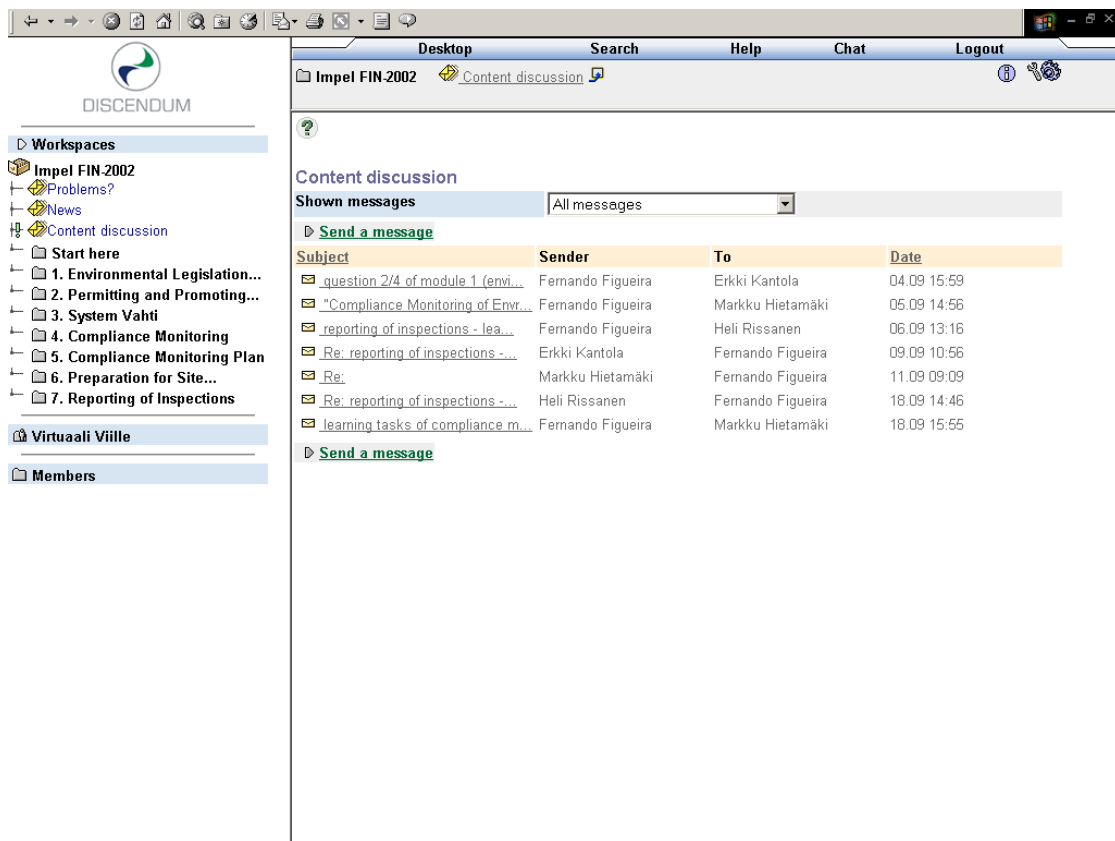 Desktop Search Help Chat Logout
Impel FIN-2002 Content discussion
DISCENDUM
Workspaces
Impel FIN-2002
Problems?
News
Content discussion
Start here
1. Environmental Legislation...
2. Permitting and Promoting...
3. System Vahti
4. Compliance Monitoring
5. Compliance Monitoring Plan
6. Preparation for Site...
7. Reporting of Inspections
Virtuaali Viille
Members
Content discussion
Shown messages All messages
Send a message
Subject Sender To Date
question 2/4 of module 1 (envi... Fernando Figueira Erkki Kantola 04.09 15:59
"Compliance Monitoring of Envr... Fernando Figueira Markku Hietamäki 05.09 14:56
reporting of inspections - lea... Fernando Figueira Heli Rissanen 06.09 13:16
Re: reporting of inspections -... Erkki Kantola Fernando Figueira 09.09 10:56
Re: Markku Hietamäki Fernando Figueira 11.09 09:09
Re: reporting of inspections -... Heli Rissanen Fernando Figueira 18.09 14:46
learning tasks of compliance m... Fernando Figueira Markku Hietamäki 18.09 15:55
Send a message